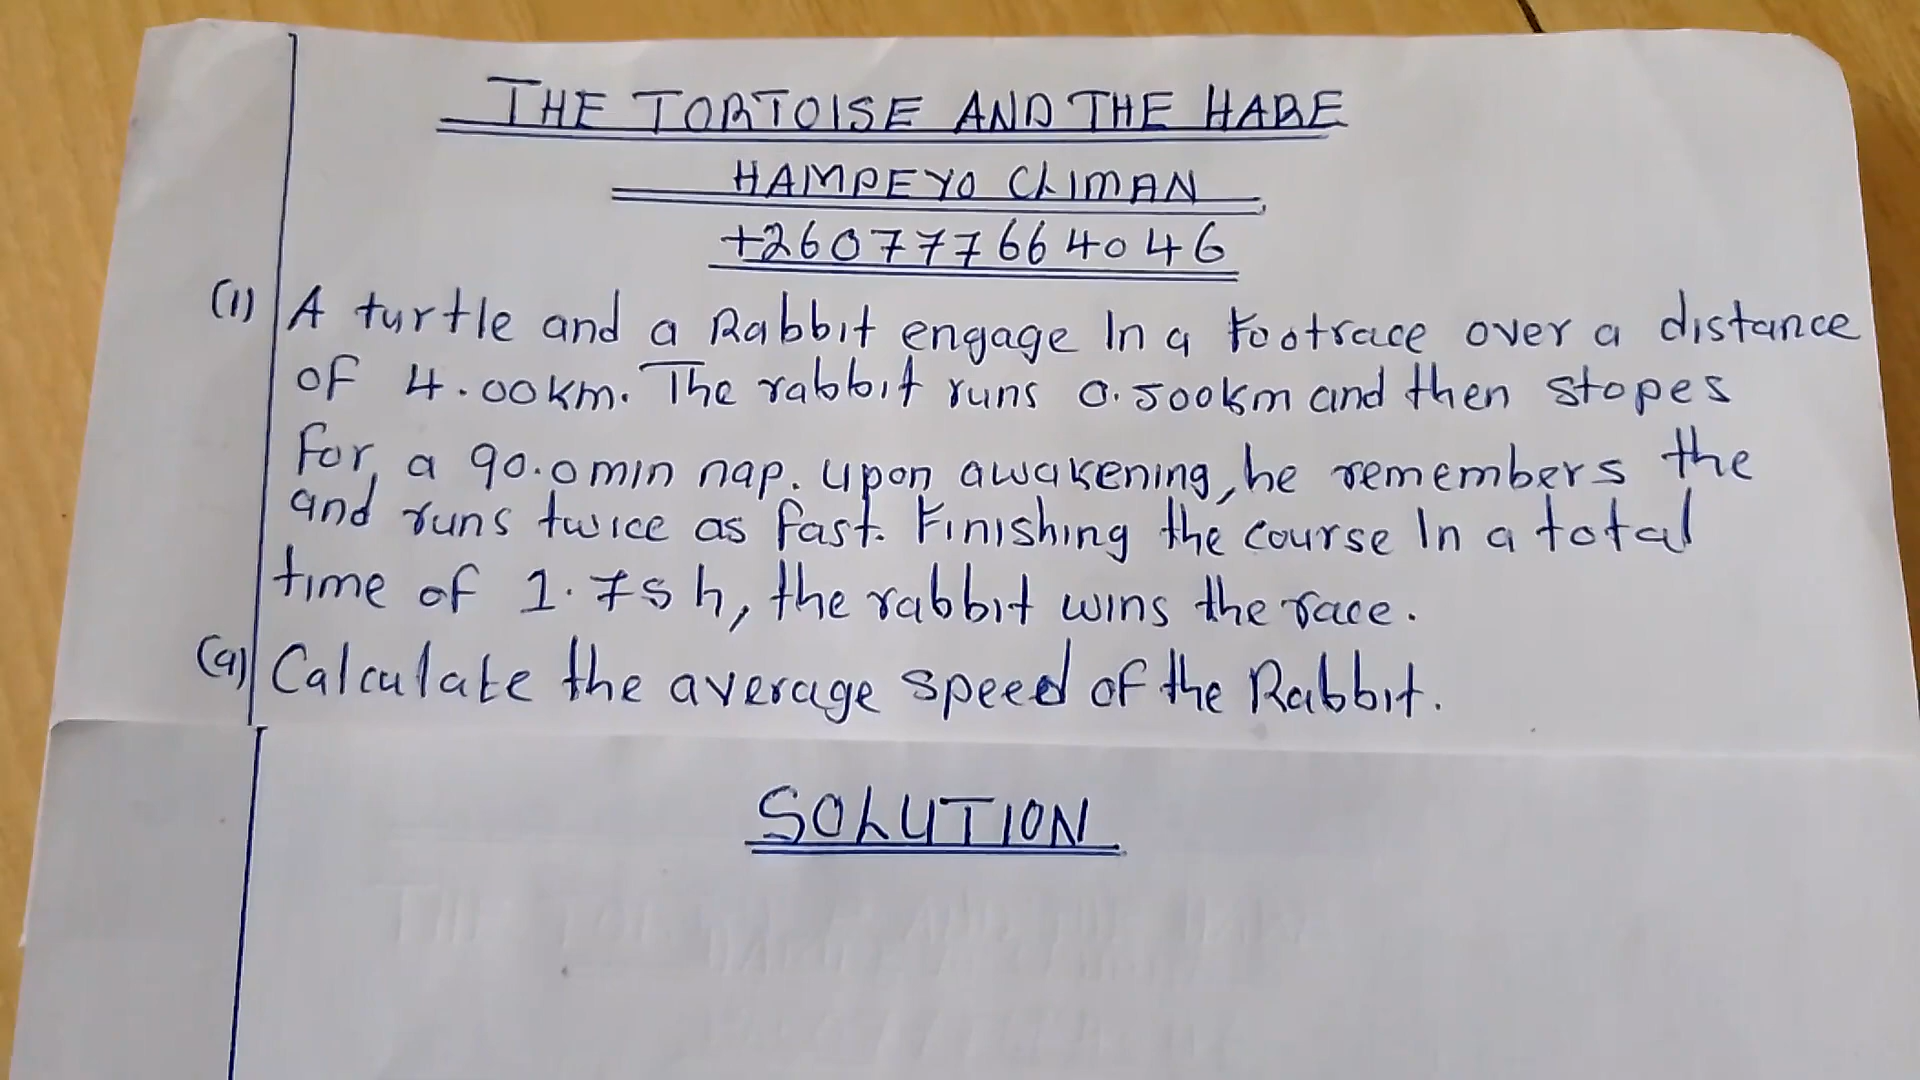 THE TORTOISE AND THE HARE
HAMPEYO CLIMAN
+260777664046
(1) A turtle and a Rabbit engage In a footrace over a distance
of 4.00km. The rabbit runs 0.500km and then stopes
for a 90.0min nap. upon awakening, he remembers the
and runs twice as fast. Finishing the course In a total
time of 1.75h, the rabbit wins the race.
(a) Calculate the average speed of the Rabbit.
SOLUTION